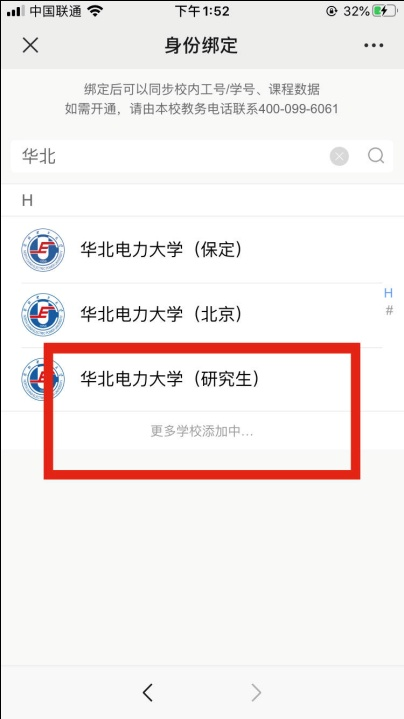 中国联通 下午1:52 32%
身份绑定
绑定后可以同步校内工号/学号、课程数据
如需开通，请由本校教务电话联系400-099-6061
华北
H
华北电力大学（保定）
H
华北电力大学（北京）
#
华北电力大学（研究生）
更多学校添加中...